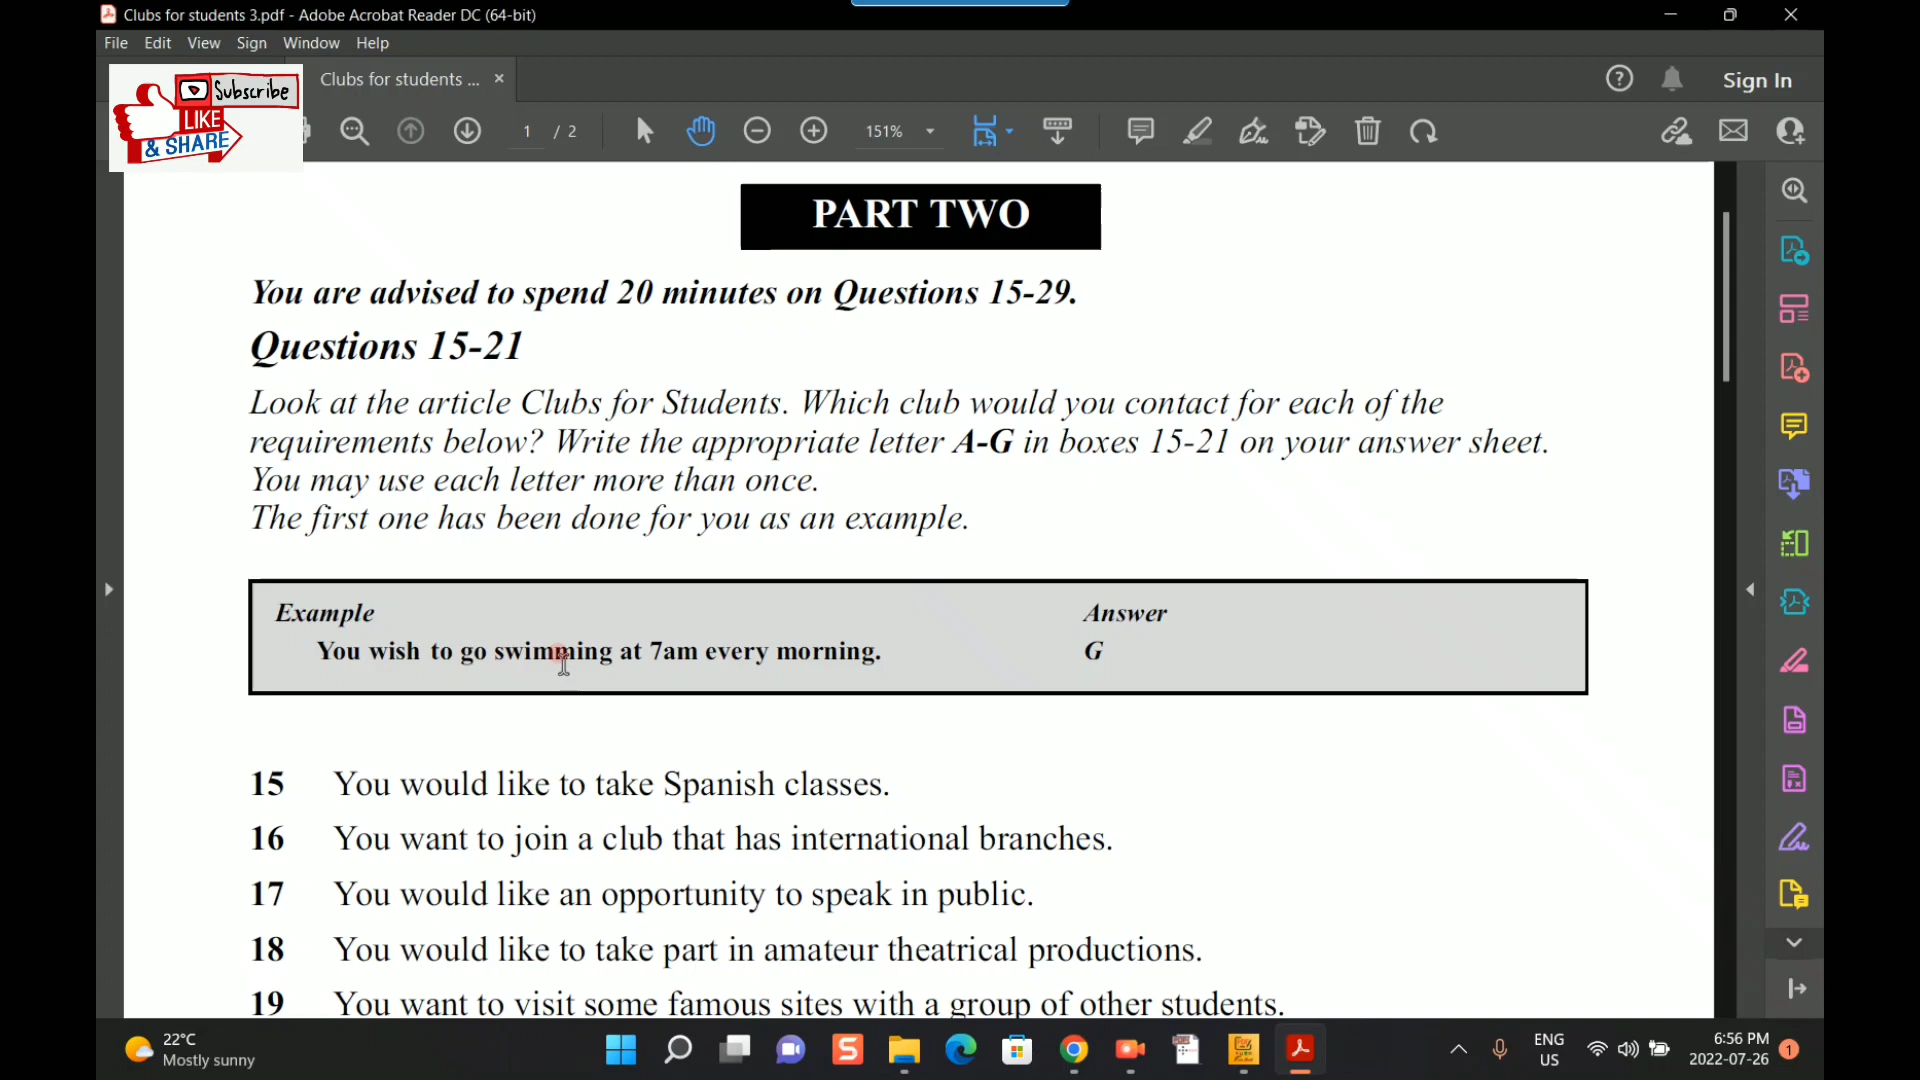 Clubs for students 3.pdf - Adobe Acrobat Reader DC (64-bit)
File Edit View Sign Window Help
Clubs for students ... ×
Sign In
Subscribe
LIKE
& SHARE
1 / 2
151%
PART TWO
You are advised to spend 20 minutes on Questions 15-29.
Questions 15-21
Look at the article Clubs for Students. Which club would you contact for each of the
requirements below? Write the appropriate letter A-G in boxes 15-21 on your answer sheet.
You may use each letter more than once.
The first one has been done for you as an example.
Example Answer
You wish to go swimming at 7am every morning. G
15 You would like to take Spanish classes.
16 You want to join a club that has international branches.
17 You would like an opportunity to speak in public.
18 You would like to take part in amateur theatrical productions.
19 You want to visit some famous sites with a group of other students.
22°C
Mostly sunny
ENG
US
6:56 PM
2022-07-26
1